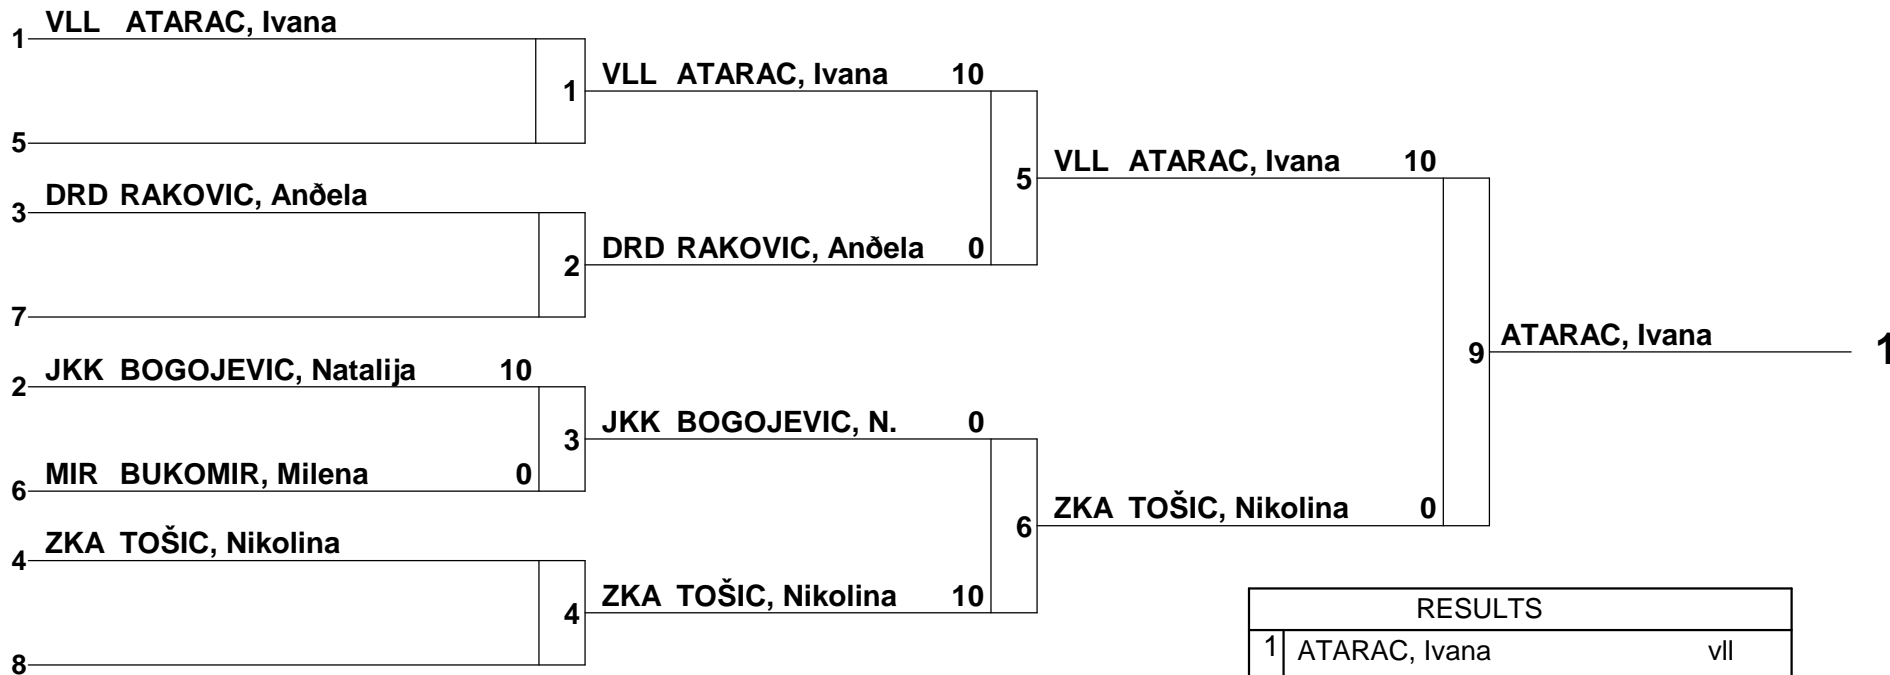 1 VLL ATARAC, Ivana
5
3 DRD RAKOVIC, Anðela
7
2 JKK BOGOJEVIC, Natalija 10
6 MIR BUKOMIR, Milena 0
4 ZKA TOŠIC, Nikolina
8
1 VLL ATARAC, Ivana 10
2 DRD RAKOVIC, Anðela 0
3 JKK BOGOJEVIC, N. 0
4 ZKA TOŠIC, Nikolina 10
5 VLL ATARAC, Ivana 10
6 ZKA TOŠIC, Nikolina 0
9 ATARAC, Ivana 1
RESULTS
1 ATARAC, Ivana vll